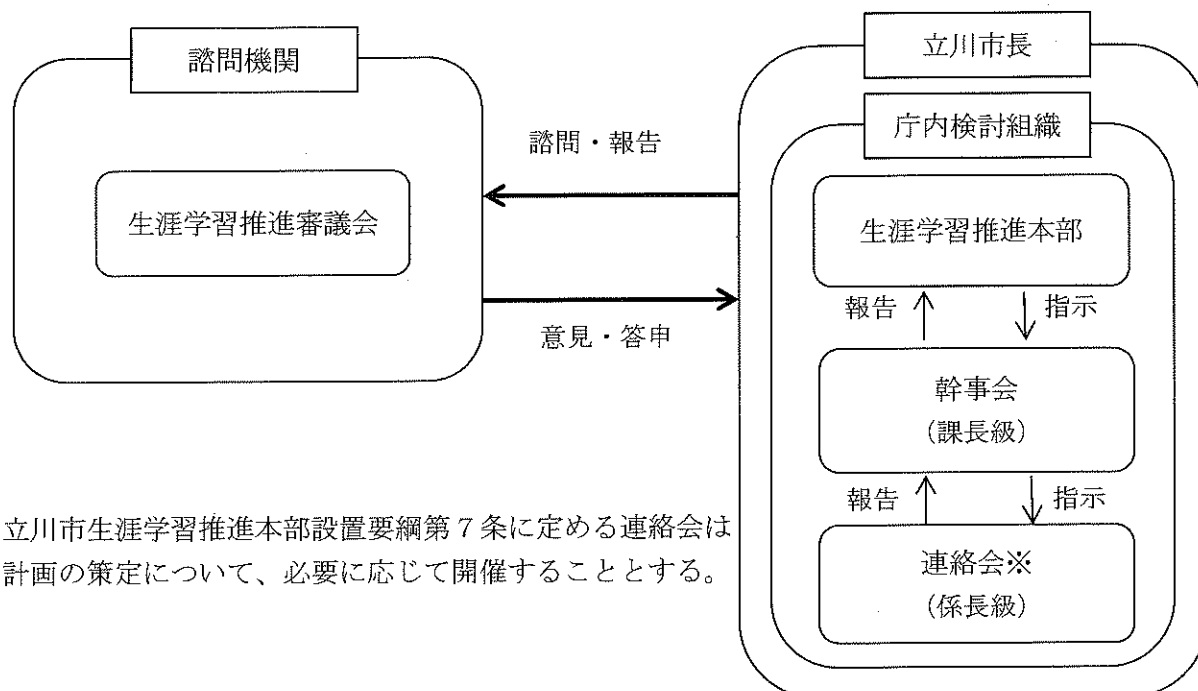 諮問機関
生涯学習推進審議会
諮問・報告
意見・答申
立川市長
庁内検討組織
生涯学習推進本部
報告
指示
幹事会
(課長級)
報告
指示
連絡会※
(係長級)
立川市生涯学習推進本部設置要綱第7条に定める連絡会は
計画の策定について、必要に応じて開催することとする。